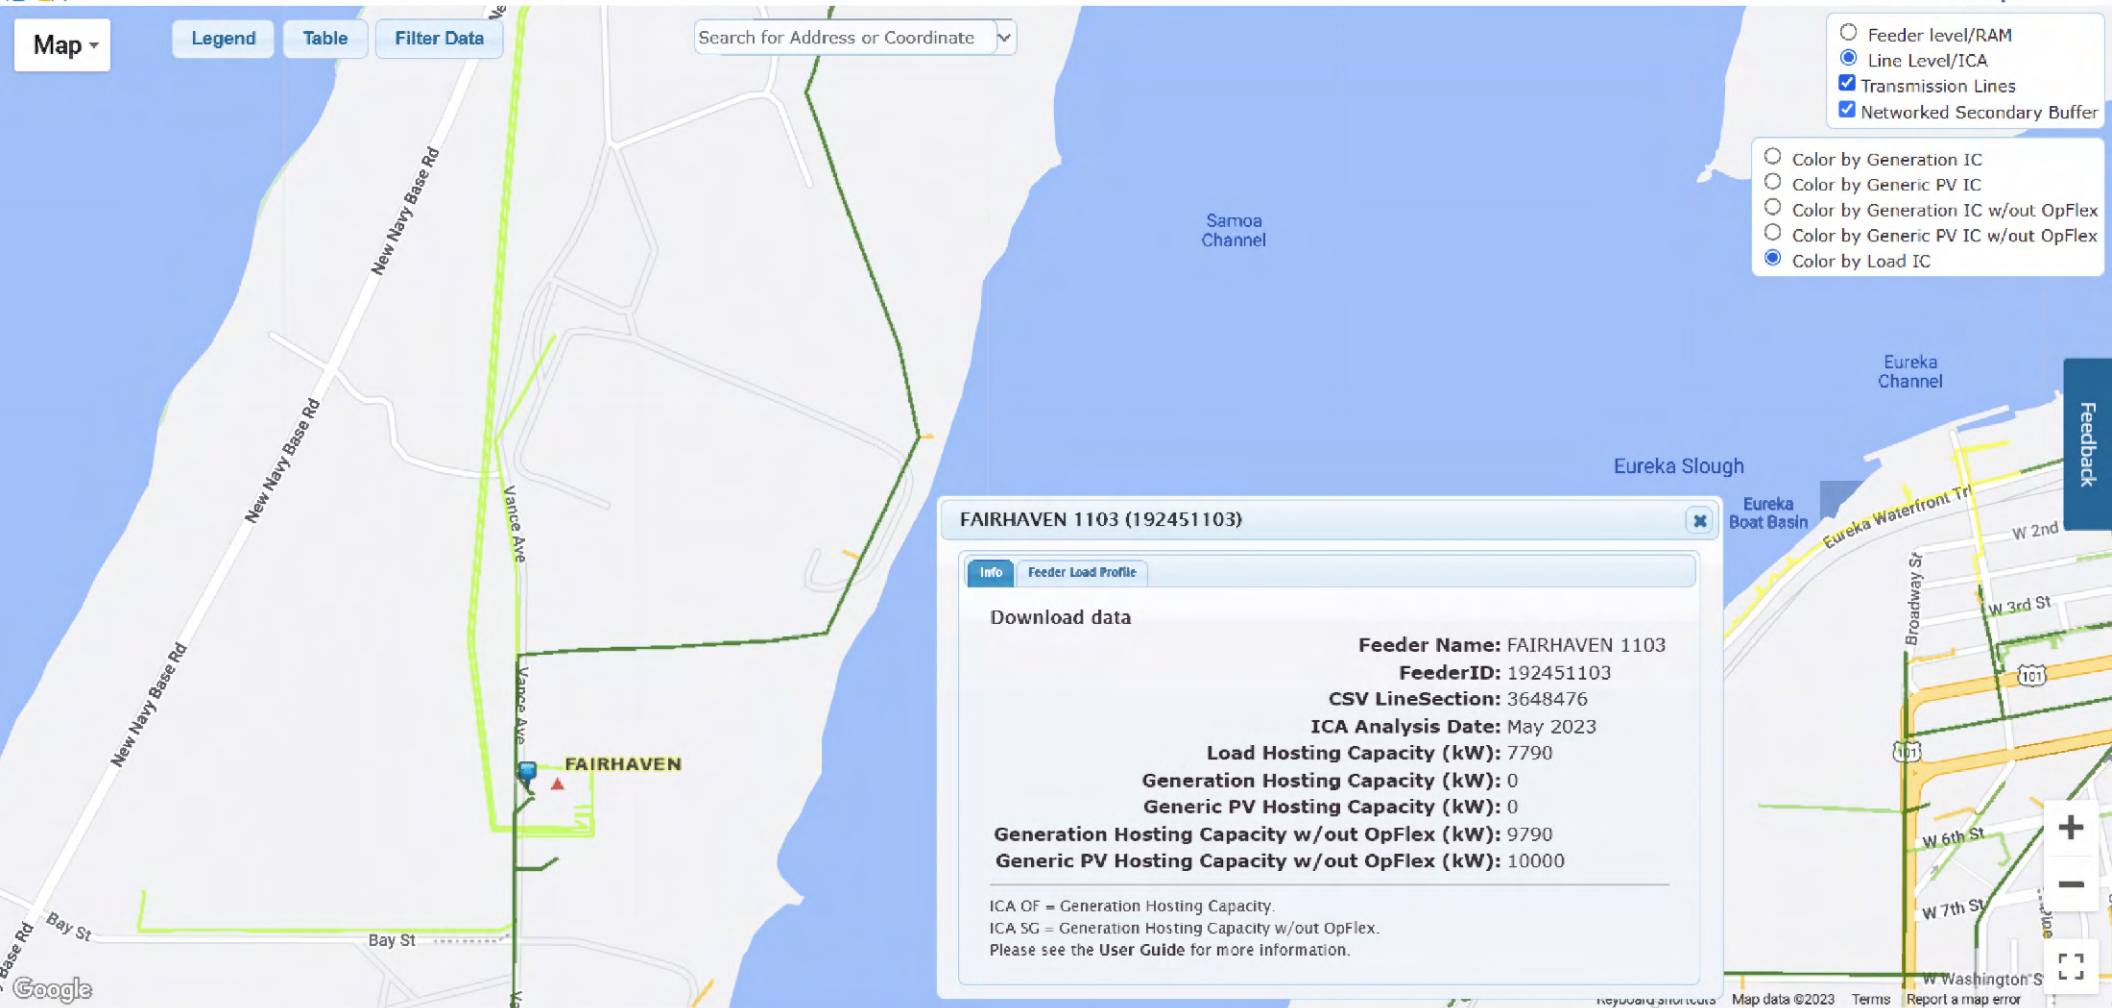 Map
Legend
Table
Filter Data
Search for Address or Coordinate
Feeder level/RAM
Line Level/ICA
Transmission Lines
Networked Secondary Buffer
Color by Generation IC
Color by Generic PV IC
Color by Generation IC w/out OpFlex
Color by Generic PV IC w/out OpFlex
Color by Load IC
New Navy Base Rd
New Navy Base Rd
New Navy Base Rd
Base Rd
Vance Ave
Vance Ave
FAIRHAVEN
Bay St
Bay St
Google
Samoa
Channel
Eureka
Channel
Eureka Slough
Eureka
Boat Basin
Eureka Waterfront Trl
Feedback
W 2nd
W 3rd St
Broadway St
101
101
W 6th St
W 7th St
W Washington S
FAIRHAVEN 1103 (192451103)
Info
Feeder Load Profile
Download data
Feeder Name: FAIRHAVEN 1103
FeederID: 192451103
CSV LineSection: 3648476
ICA Analysis Date: May 2023
Load Hosting Capacity (kW): 7790
Generation Hosting Capacity (kW): 0
Generic PV Hosting Capacity (kW): 0
Generation Hosting Capacity w/out OpFlex (kW): 9790
Generic PV Hosting Capacity w/out OpFlex (kW): 10000
ICA OF = Generation Hosting Capacity.
ICA SG = Generation Hosting Capacity w/out OpFlex.
Please see the User Guide for more information.
Keyboard shortcuts
Map data ©2023
Terms
Report a map error